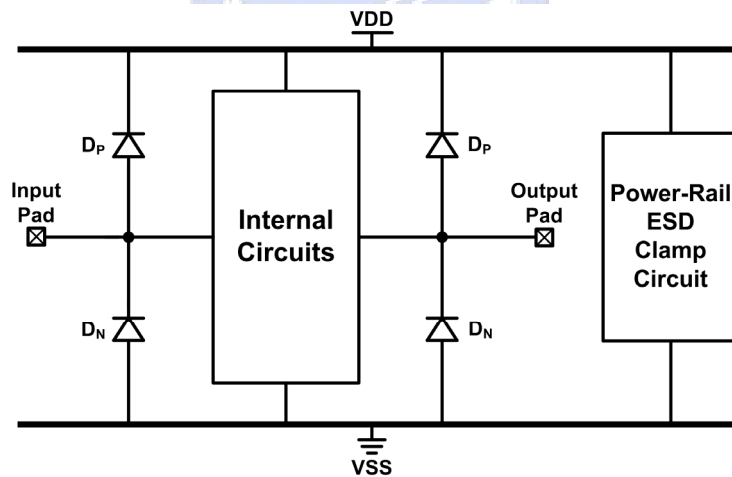 VDD
DP
DP
Input
Pad
Internal
Circuits
Output
Pad
Power-Rail
ESD
Clamp
Circuit
DN
DN
VSS